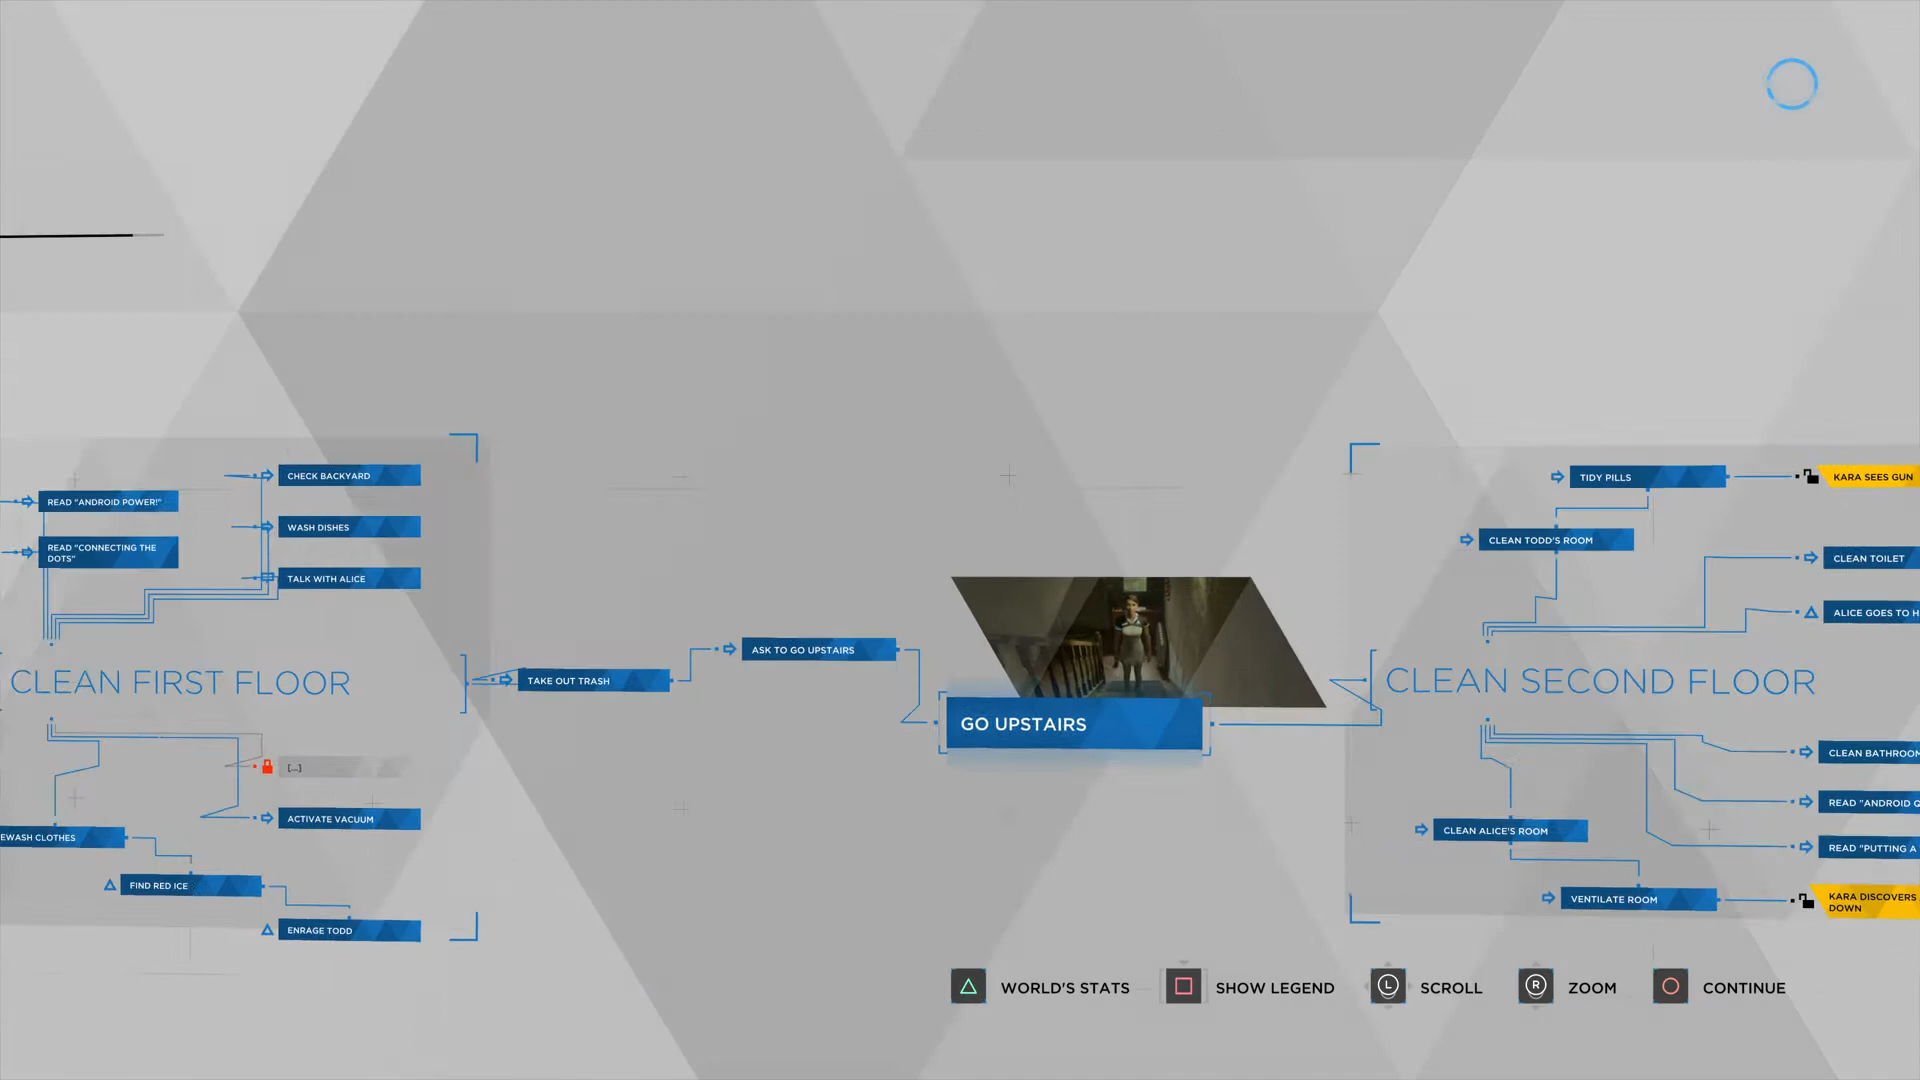 CHECK BACKYARD
READ "ANDROID POWER!"
WASH DISHES
READ "CONNECTING THE
DOTS"
TALK WITH ALICE
CLEAN FIRST FLOOR
[...]
ACTIVATE VACUUM
EWASH CLOTHES
FIND RED ICE
ENRAGE TODD
TAKE OUT TRASH
ASK TO GO UPSTAIRS
GO UPSTAIRS
TIDY PILLS
KARA SEES GUN
CLEAN TODD'S ROOM
CLEAN TOILET
ALICE GOES TO H
CLEAN SECOND FLOOR
CLEAN BATHROOM
READ "ANDROID
CLEAN ALICE'S ROOM
READ "PUTTING A
VENTILATE ROOM
KARA DISCOVERS
DOWN
WORLD'S STATS
SHOW LEGEND
L
SCROLL
R
ZOOM
CONTINUE